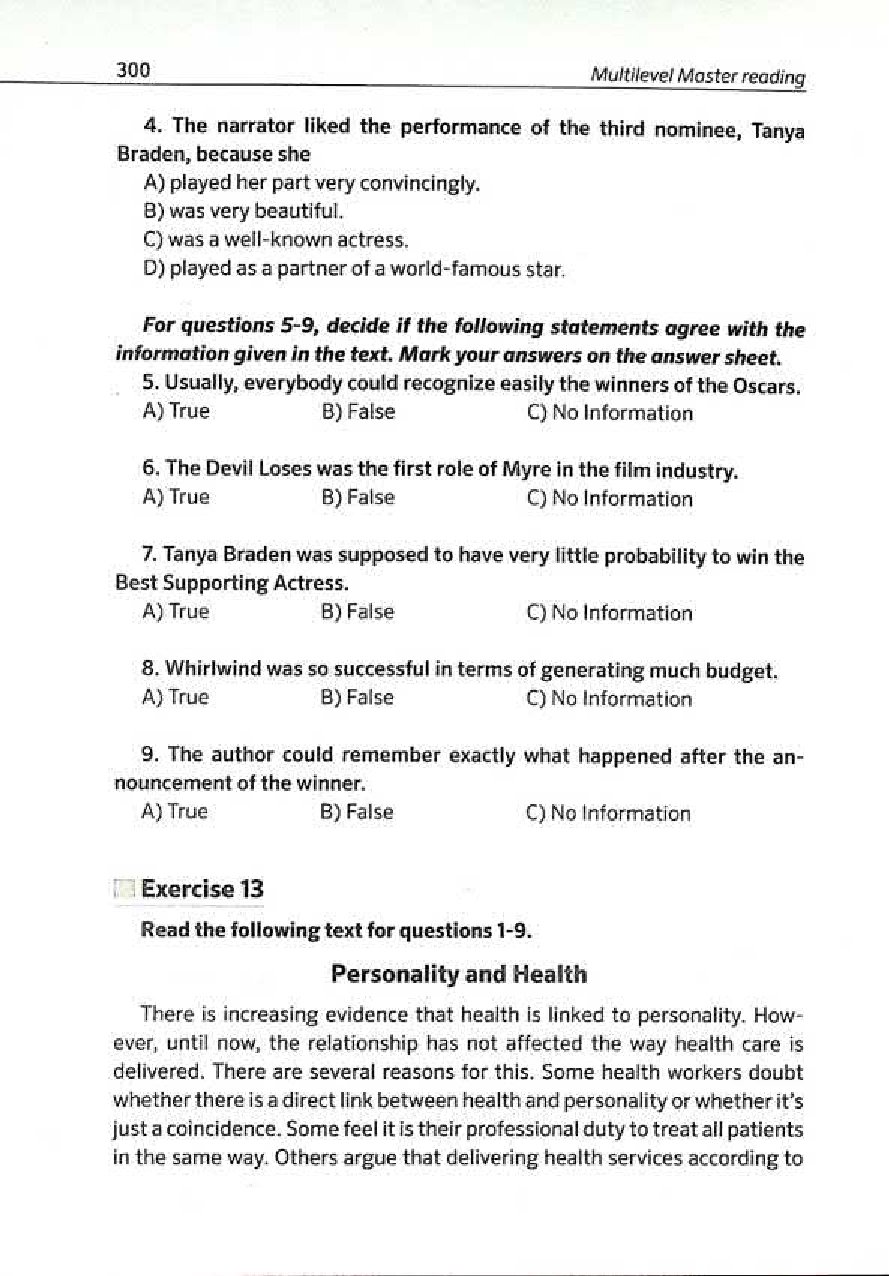 300
Multilevel Master reading
4. The narrator liked the performance of the third nominee, Tanya
Braden, because she
A) played her part very convincingly.
B) was very beautiful.
C) was a well-known actress.
D) played as a partner of a world-famous star.
For questions 5-9, decide if the following statements agree with the
information given in the text. Mark your answers on the answer sheet.
5. Usually, everybody could recognize easily the winners of the Oscars.
A) True B) False C) No Information
6. The Devil Loses was the first role of Myre in the film industry.
A) True B) False C) No Information
7. Tanya Braden was supposed to have very little probability to win the
Best Supporting Actress.
A) True B) False C) No Information
8. Whirlwind was so successful in terms of generating much budget.
A) True B) False C) No Information
9. The author could remember exactly what happened after the an-
nouncement of the winner.
A) True B) False C) No Information
Exercise 13
Read the following text for questions 1-9.
Personality and Health
There is increasing evidence that health is linked to personality. How-
ever, until now, the relationship has not affected the way health care is
delivered. There are several reasons for this. Some health workers doubt
whether there is a direct link between health and personality or whether it's
just a coincidence. Some feel it is their professional duty to treat all patients
in the same way. Others argue that delivering health services according to